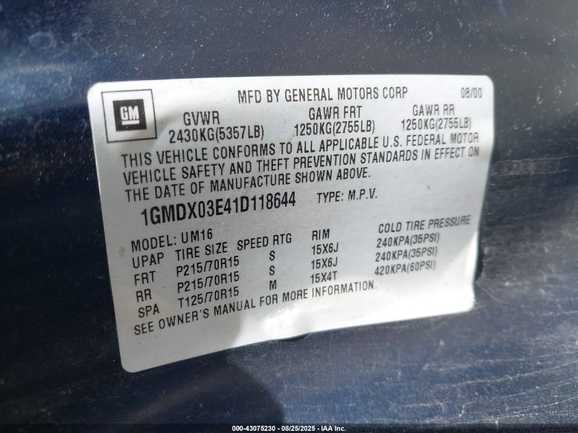 GM
MFD BY GENERAL MOTORS CORP 08/00
GVWR GAWR FRT GAWR RR
2430KG(5357LB) 1250KG(2755LB) 1250KG(2755LB)
THIS VEHICLE CONFORMS TO ALL APPLICABLE U.S. FEDERAL MOTOR
VEHICLE SAFETY AND THEFT PREVENTION STANDARDS IN EFFECT ON
THE DATE OF MANUFACTURE SHOWN ABOVE.
1GMDX03E41D118644 TYPE: M.P.V.
MODEL: UM16
UPAP TIRE SIZE SPEED RTG RIM COLD TIRE PRESSURE
FRT P215/70R15 S 15X6J 240KPA(35PSI)
RR P215/70R15 S 15X6J 240KPA(35PSI)
SPA T125/70R15 M 15X4T 420KPA(60PSI)
SEE OWNER'S MANUAL FOR MORE INFORMATION.
000-43075230 - 08/25/2025 - IAA Inc.